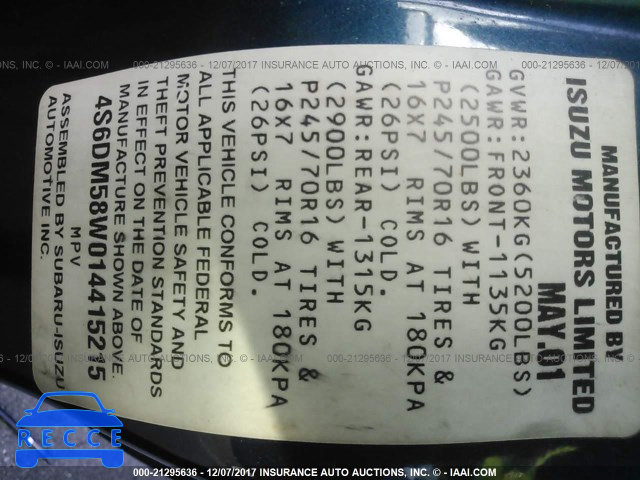 MANUFACTURED BY
ISUZU MOTORS LIMITED
MAY.01
GVWR:2360KG(5200LBS)
GAWR:FRONT-1135KG
(2500LBS) WITH
P245/70R16 TIRES &
16X7 RIMS AT 180KPA
(26PSI) COLD.
GAWR:REAR-1315KG
(2900LBS) WITH
P245/70R16 TIRES &
16X7 RIMS AT 180KPA
(26PSI) COLD.
THIS VEHICLE CONFORMS TO
ALL APPLICABLE FEDERAL
MOTOR VEHICLE SAFETY AND
THEFT PREVENTION STANDARDS
IN EFFECT ON THE DATE OF
MANUFACTURE SHOWN ABOVE.
4S6DM58W014415275
MPV
ASSEMBLED BY SUBARU-ISUZU
AUTOMOTIVE INC.
000-21295636 - 12/07/2017 INSURANCE AUTO AUCTIONS, INC. - © - IAAI.COM
000-21295636 - 12/07/2017 INSURANCE AUTO AUCTIONS, INC. - © - IAAI.COM
RECCE